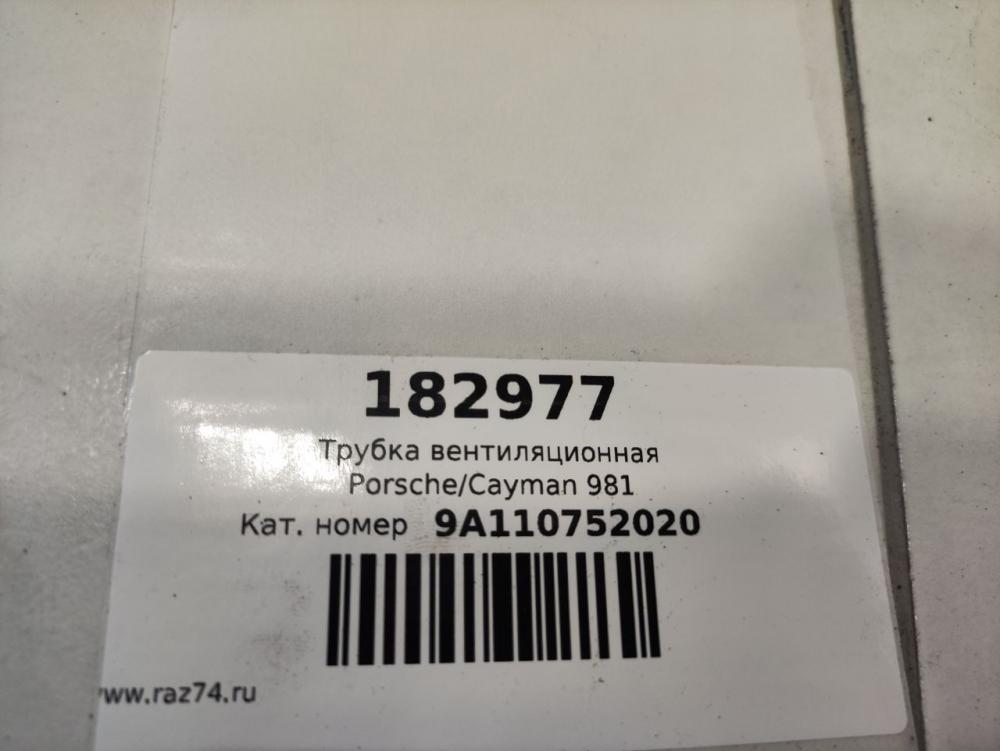 182977
Трубка вентиляционная
Porsche/Cayman 981
Кат. номер 9A110752020
www.raz74.ru